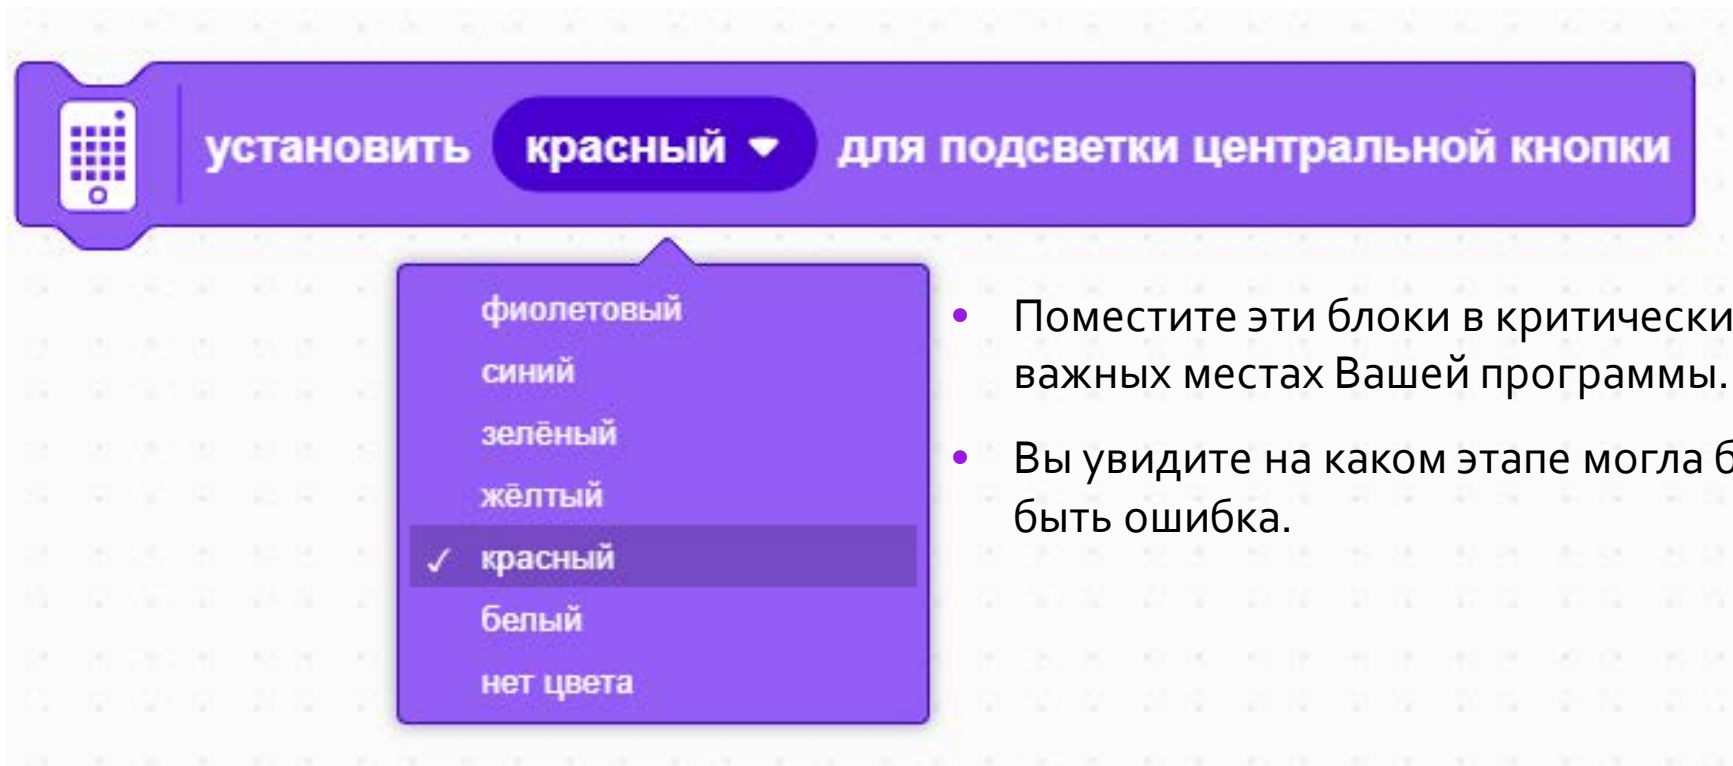 установить красный для подсветки центральной кнопки
фиолетовый
синий
зелёный
жёлтый
красный
белый
нет цвета
• Поместите эти блоки в критически
важных местах Вашей программы.
• Вы увидите на каком этапе могла б
быть ошибка.